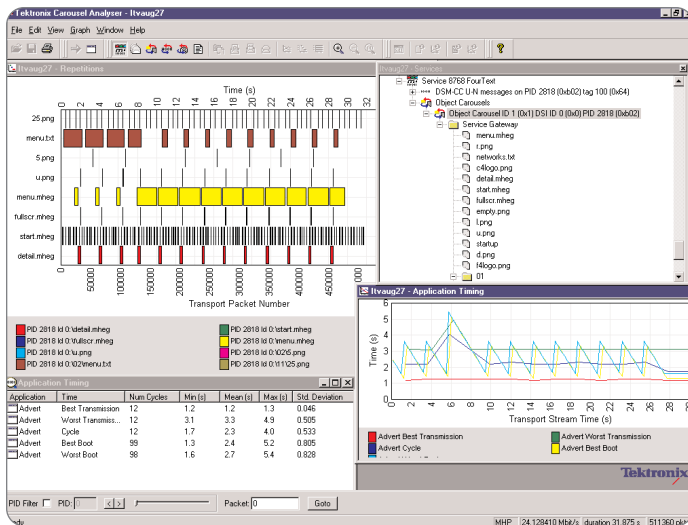 Tektronix Carousel Analyser - Itvaug27
File Edit View Graph Window Help
Itvaug27 - Repetitions
Time (s)
0 2 4 6 8 10 12 14 16 18 20 22 24 26 28 30 32
25.png
menu.txt
5.png
u.png
menu.mheg
fullscr.mheg
start.mheg
detail.mheg
0 50000 100000 150000 200000 250000 300000 350000 400000 450000
Transport Packet Number
PID 2818 Id 0:\detail.mheg
PID 2818 Id 0:\start.mheg
PID 2818 Id 0:\fullscr.mheg
PID 2818 Id 0:\menu.mheg
PID 2818 Id 0:\u.png
PID 2818 Id 0:\02\5.png
PID 2818 Id 0:\02\menu.txt
PID 2818 Id 0:\11\25.png
Itvaug27 - Services
Service 8768 FourText
DSM-CC U-N messages on PID 2818 (0xb02) tag 100 (0x64)
Object Carousels
Object Carousel ID 1 (0x1) DSI ID 0 (0x0) PID 2818 (0xb02)
Service Gateway
menu.mheg
r.png
networks.txt
c4logo.png
detail.mheg
start.mheg
fullscr.mheg
empty.png
l.png
u.png
startup
d.png
f4logo.png
01
Itvaug27 - Application Timing
Time (s)
6
5
4
3
2
1
0
0 2 4 6 8 10 12 14 16 18 20 22 24 26 28
Transport Stream Time (s)
Advert Best Transmission
Advert Worst Transmission
Advert Cycle
Advert Best Boot
Application Timing
Application Time Num Cycles Min (s) Mean (s) Max (s) Std. Deviation
Advert Best Transmission 12 1.2 1.2 1.3 0.046
Advert Worst Transmiss... 12 3.1 3.3 4.9 0.505
Advert Cycle 12 1.7 2.3 4.0 0.533
Advert Best Boot 99 1.3 2.4 5.2 0.805
Advert Worst Boot 98 1.6 2.7 5.4 0.828
Tektronix
PID Filter PID: 0 < > Packet: 0 Goto
MHP 24.128410 Mbit/s duration 31.875 s 511360